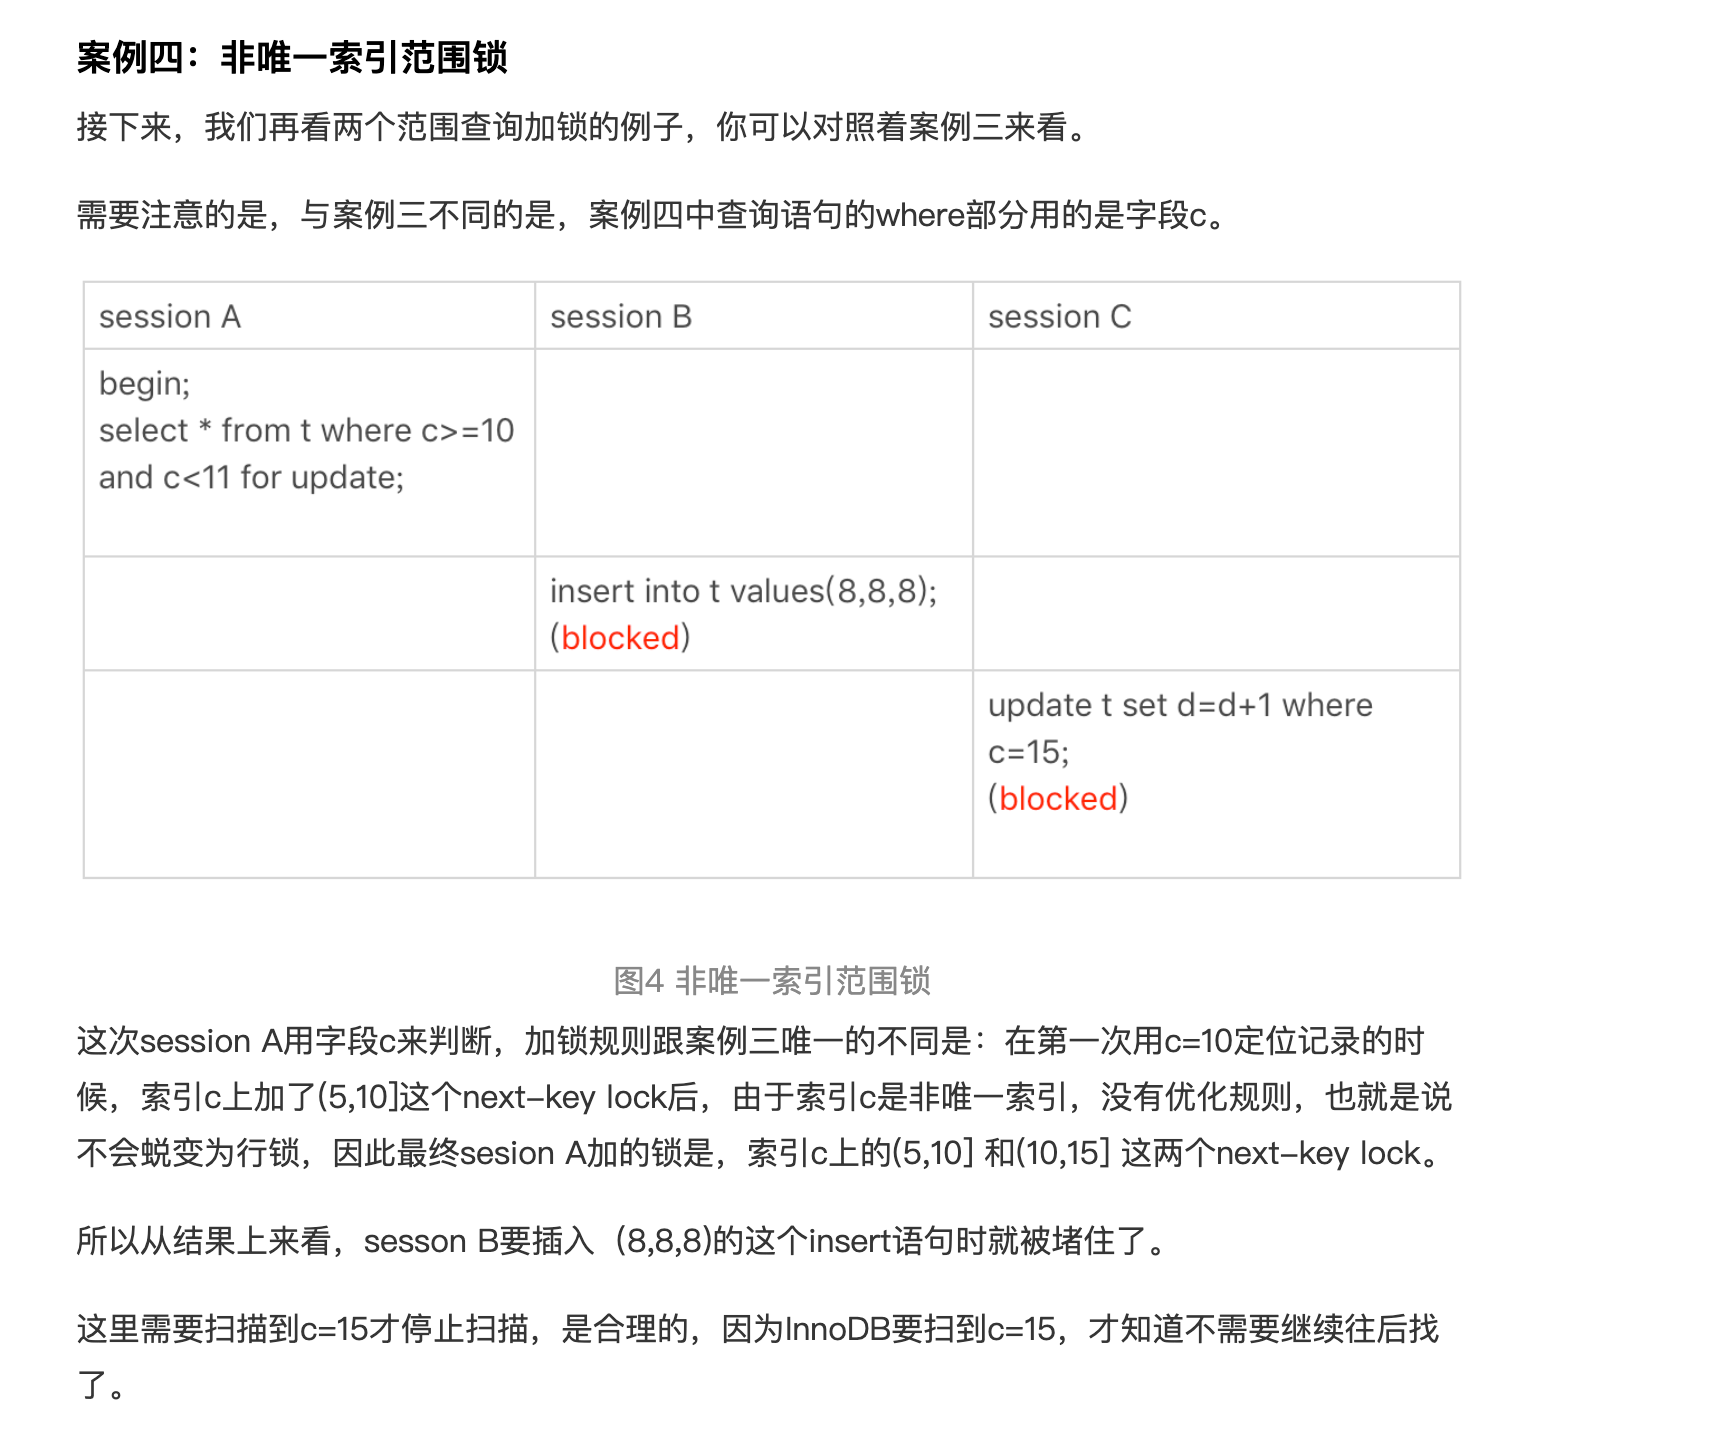 案例四：非唯一索引范围锁
接下来，我们再看两个范围查询加锁的例子，你可以对照着案例三来看。
需要注意的是，与案例三不同的是，案例四中查询语句的where部分用的是字段c。
session A
session B
session C
begin;
select * from t where c>=10
and c<11 for update;
insert into t values(8,8,8);
(blocked)
update t set d=d+1 where
c=15;
(blocked)
图4 非唯一索引范围锁
这次session A用字段c来判断，加锁规则跟案例三唯一的不同是：在第一次用c=10定位记录的时
候，索引c上加了(5,10]这个next-key lock后，由于索引c是非唯一索引，没有优化规则，也就是说
不会蜕变为行锁，因此最终sesion A加的锁是，索引c上的(5,10] 和(10,15] 这两个next-key lock。
所以从结果上来看，sesson B要插入（8,8,8)的这个insert语句时就被堵住了。
这里需要扫描到c=15才停止扫描，是合理的，因为InnoDB要扫到c=15，才知道不需要继续往后找
了。